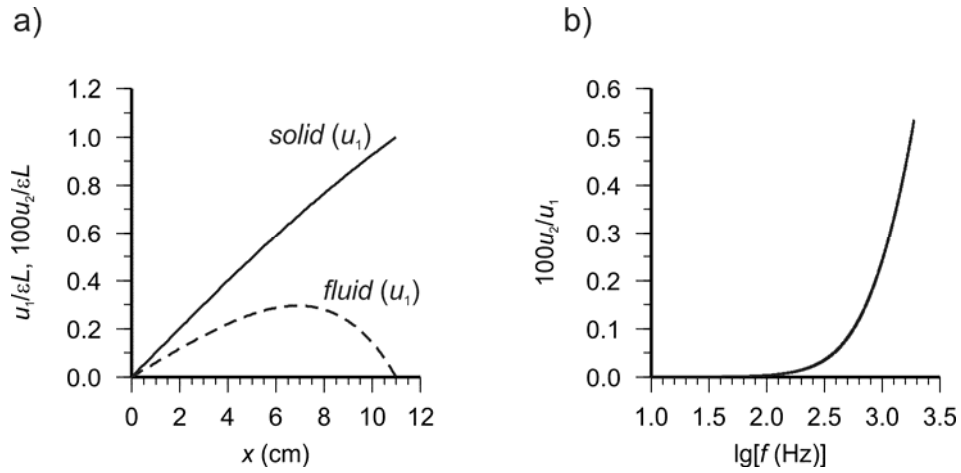 a)
1.2
1.0
0.8
0.6
0.4
0.2
0.0
u₁/εL, 100u₂/εL
solid (u₁)
fluid (u₁)
0 2 4 6 8 10 12
x (cm)
b)
0.6
0.5
0.4
0.3
0.2
0.1
0.0
100u₂/u₁
1.0 1.5 2.0 2.5 3.0 3.5
lg[f (Hz)]